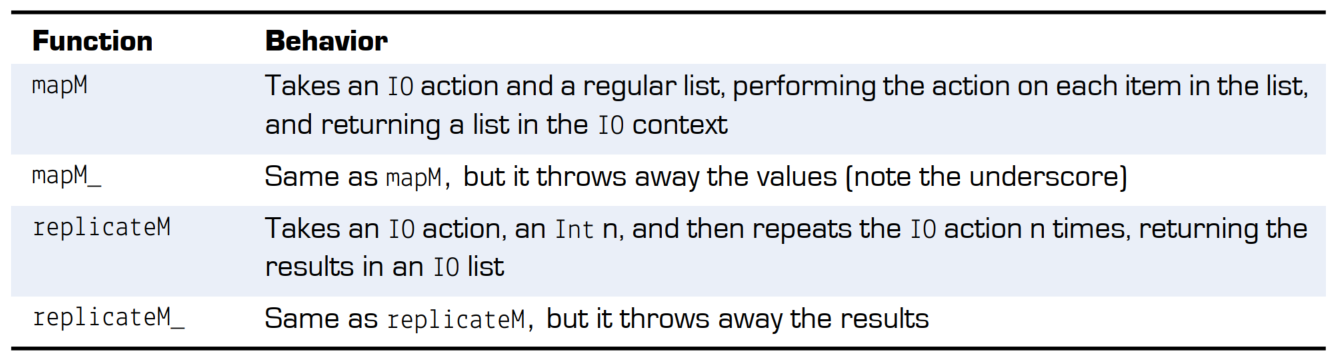 Function Behavior
mapM Takes an IO action and a regular list, performing the action on each item in the list,
and returning a list in the IO context
mapM_ Same as mapM, but it throws away the values (note the underscore)
replicateM Takes an IO action, an Int n, and then repeats the IO action n times, returning the
results in an IO list
replicateM_ Same as replicateM, but it throws away the results